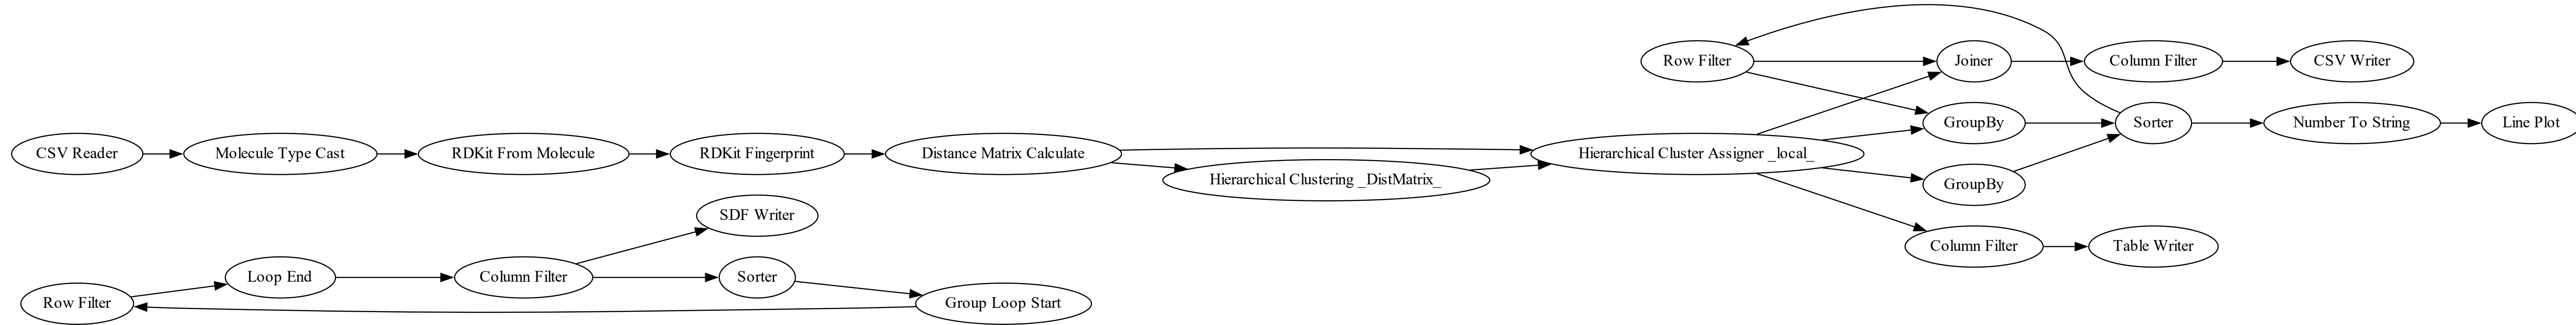 Row Filter
Joiner
Column Filter
CSV Writer
GroupBy
Sorter
Number To String
Line Plot
CSV Reader
Molecule Type Cast
RDKit From Molecule
RDKit Fingerprint
Distance Matrix Calculate
Hierarchical Cluster Assigner _local_
Hierarchical Clustering _DistMatrix_
GroupBy
SDF Writer
Column Filter
Table Writer
Loop End
Column Filter
Sorter
Row Filter
Group Loop Start